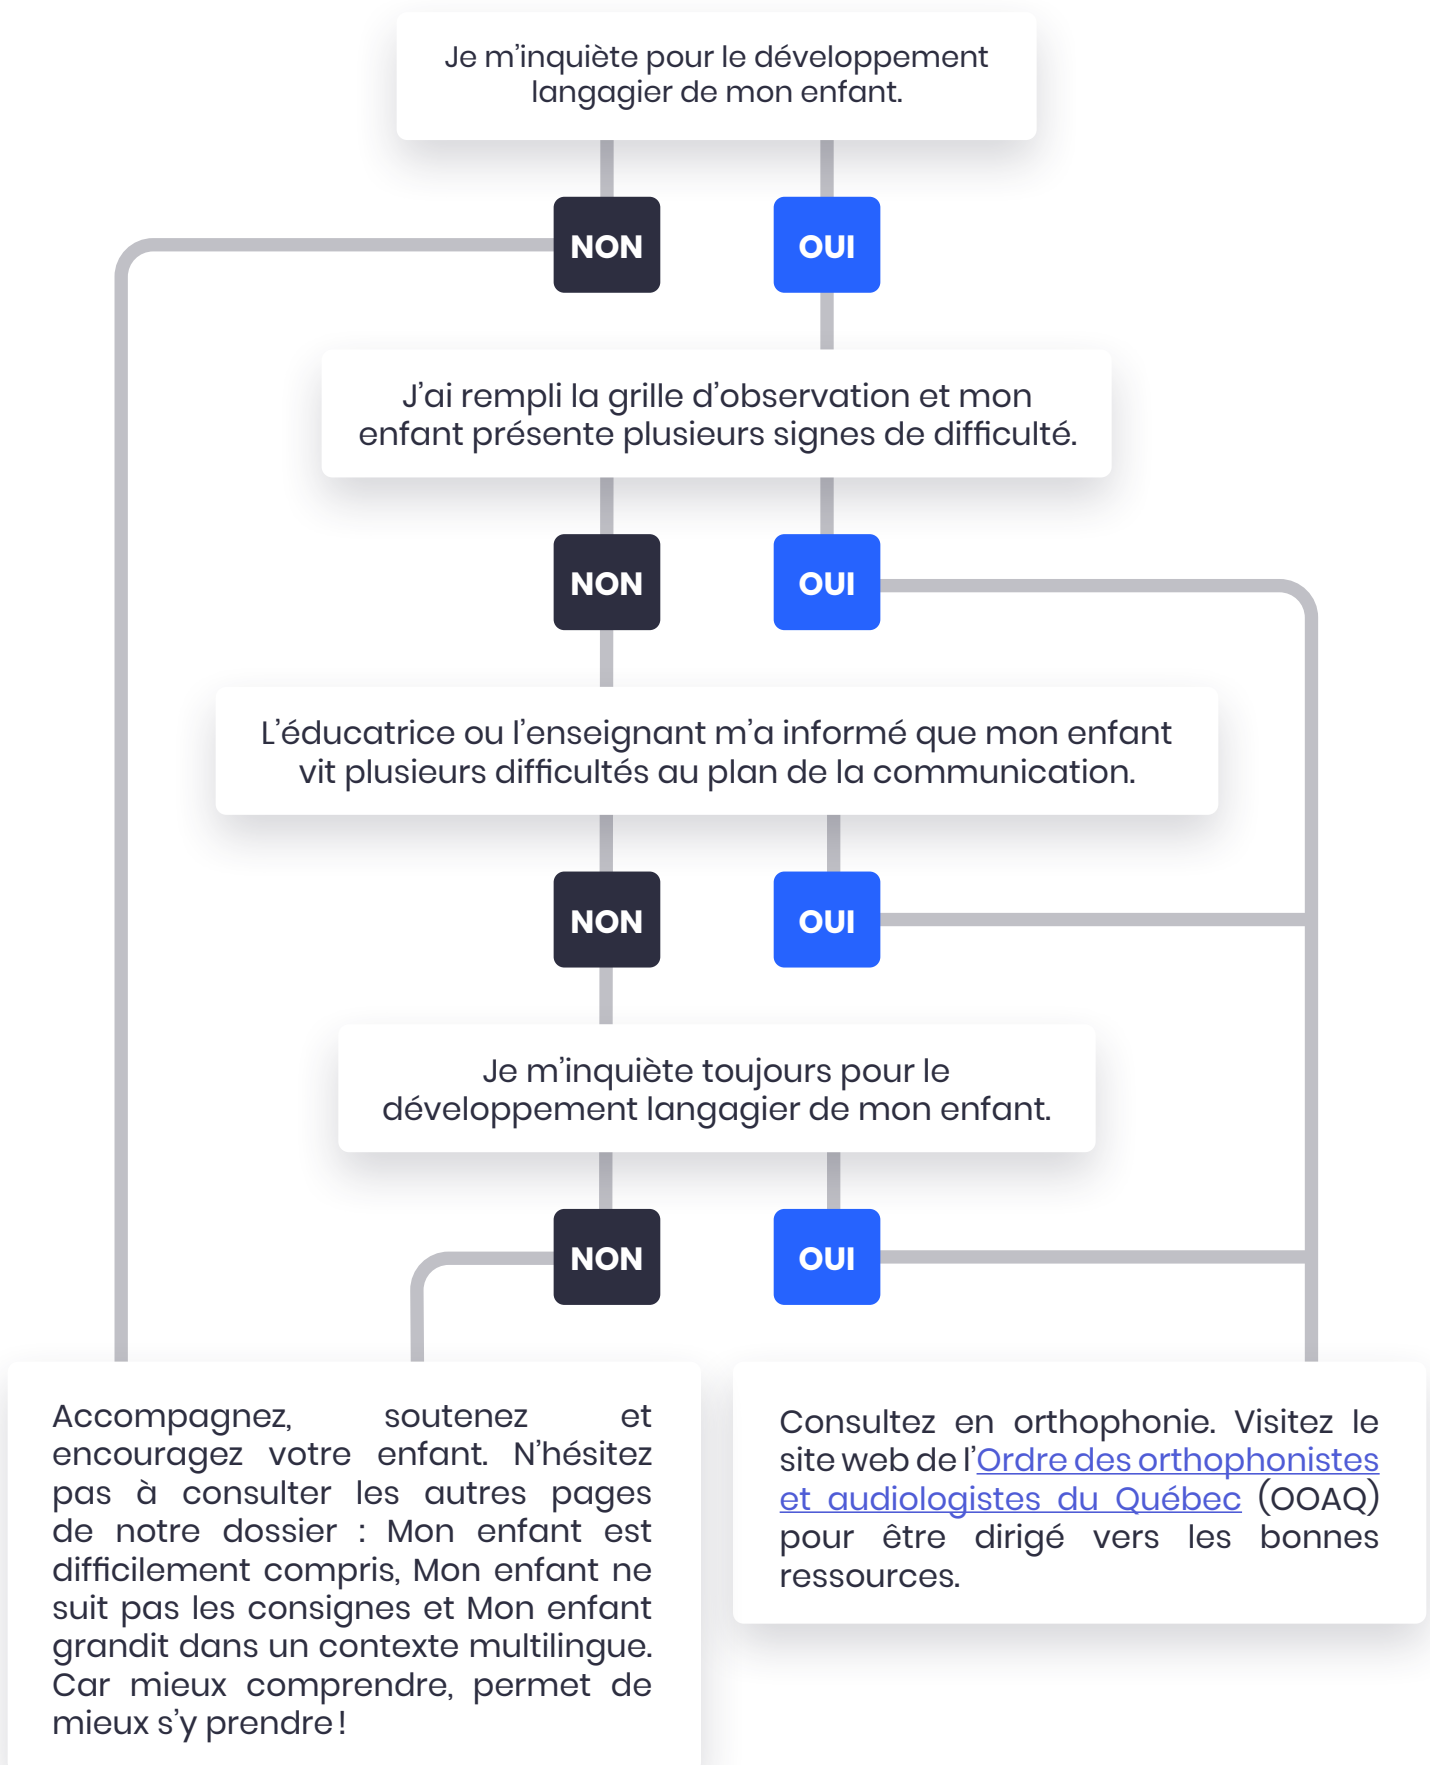 Je m’inquiète pour le développement
langagier de mon enfant.
NON
OUI
J’ai rempli la grille d’observation et mon
enfant présente plusieurs signes de difficulté.
NON
OUI
L’éducatrice ou l’enseignant m’a informé que mon enfant
vit plusieurs difficultés au plan de la communication.
NON
OUI
Je m’inquiète toujours pour le
développement langagier de mon enfant.
NON
OUI
Accompagnez, soutenez et
encouragez votre enfant. N’hésitez
pas à consulter les autres pages
de notre dossier : Mon enfant est
difficilement compris, Mon enfant ne
suit pas les consignes et Mon enfant
grandit dans un contexte multilingue.
Car mieux comprendre, permet de
mieux s’y prendre !
Consultez en orthophonie. Visitez le
site web de l’Ordre des orthophonistes
et audiologistes du Québec (OOAQ)
pour être dirigé vers les bonnes
ressources.